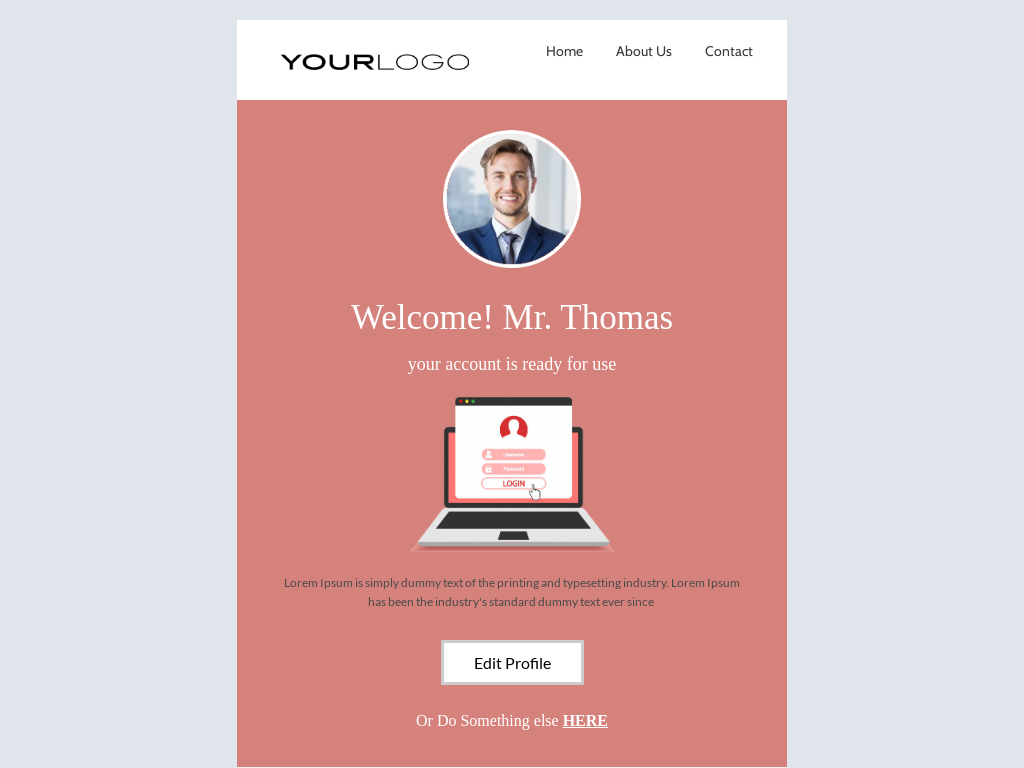 YOURLOGO
Home
About Us
Contact
Welcome! Mr. Thomas
your account is ready for use
Username
Password
LOGIN
Lorem Ipsum is simply dummy text of the printing and typesetting industry. Lorem Ipsum
has been the industry's standard dummy text ever since
Edit Profile
Or Do Something else HERE